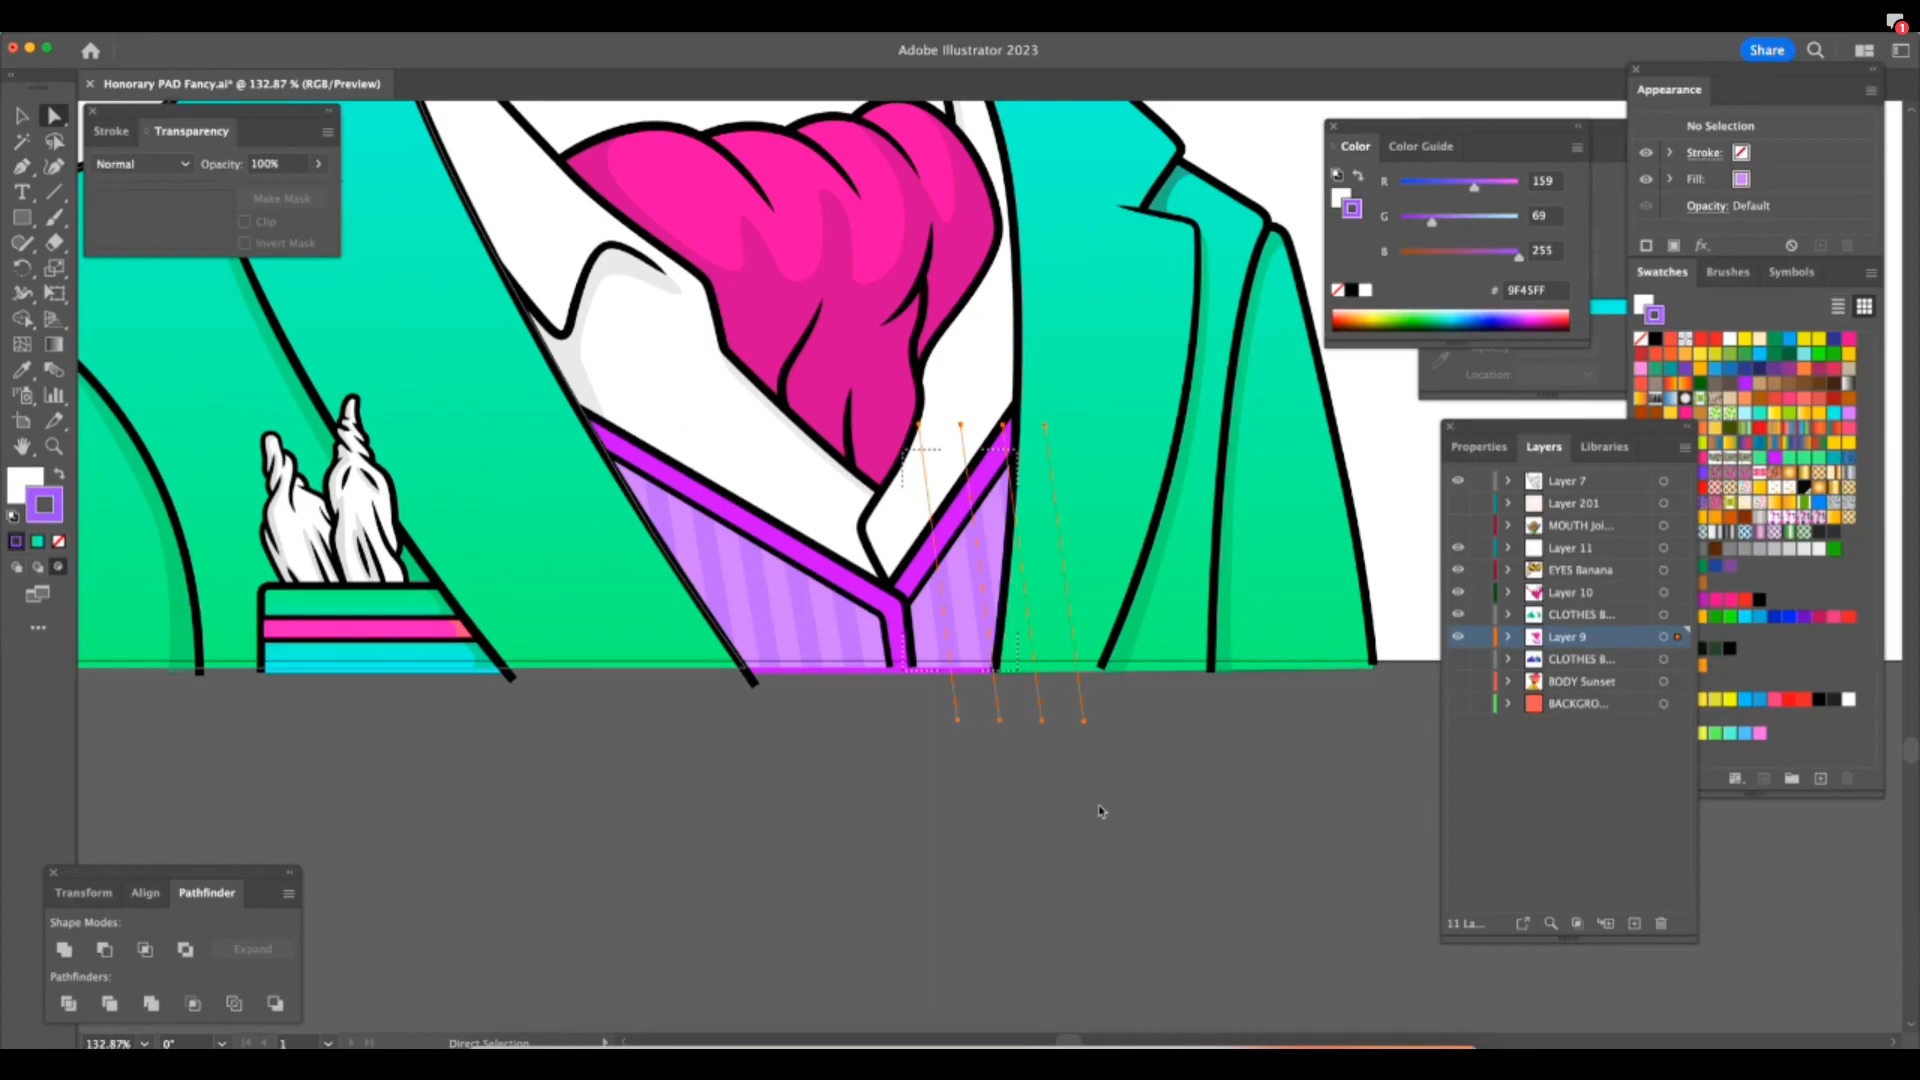 1
Adobe Illustrator 2023
Share
Honorary PAD Fancy.ai* @ 132.87 % (RGB/Preview)
Stroke
Transparency
Normal
Opacity: 100%
Make Mask
Clip
Invert Mask
Color
Color Guide
R 159
G 69
B 255
# 9F45FF
Location:
Appearance
No Selection
Stroke:
Fill:
Opacity: Default
fx.
Swatches
Brushes
Symbols
Properties
Layers
Libraries
Layer 7
Layer 201
MOUTH Joi...
Layer 11
EYES Banana
Layer 10
CLOTHES B...
Layer 9
CLOTHES B...
BODY Sunset
BACKGRO...
11 La...
Transform
Align
Pathfinder
Shape Modes:
Expand
Pathfinders:
132.87%
0°
1
Direct Selection